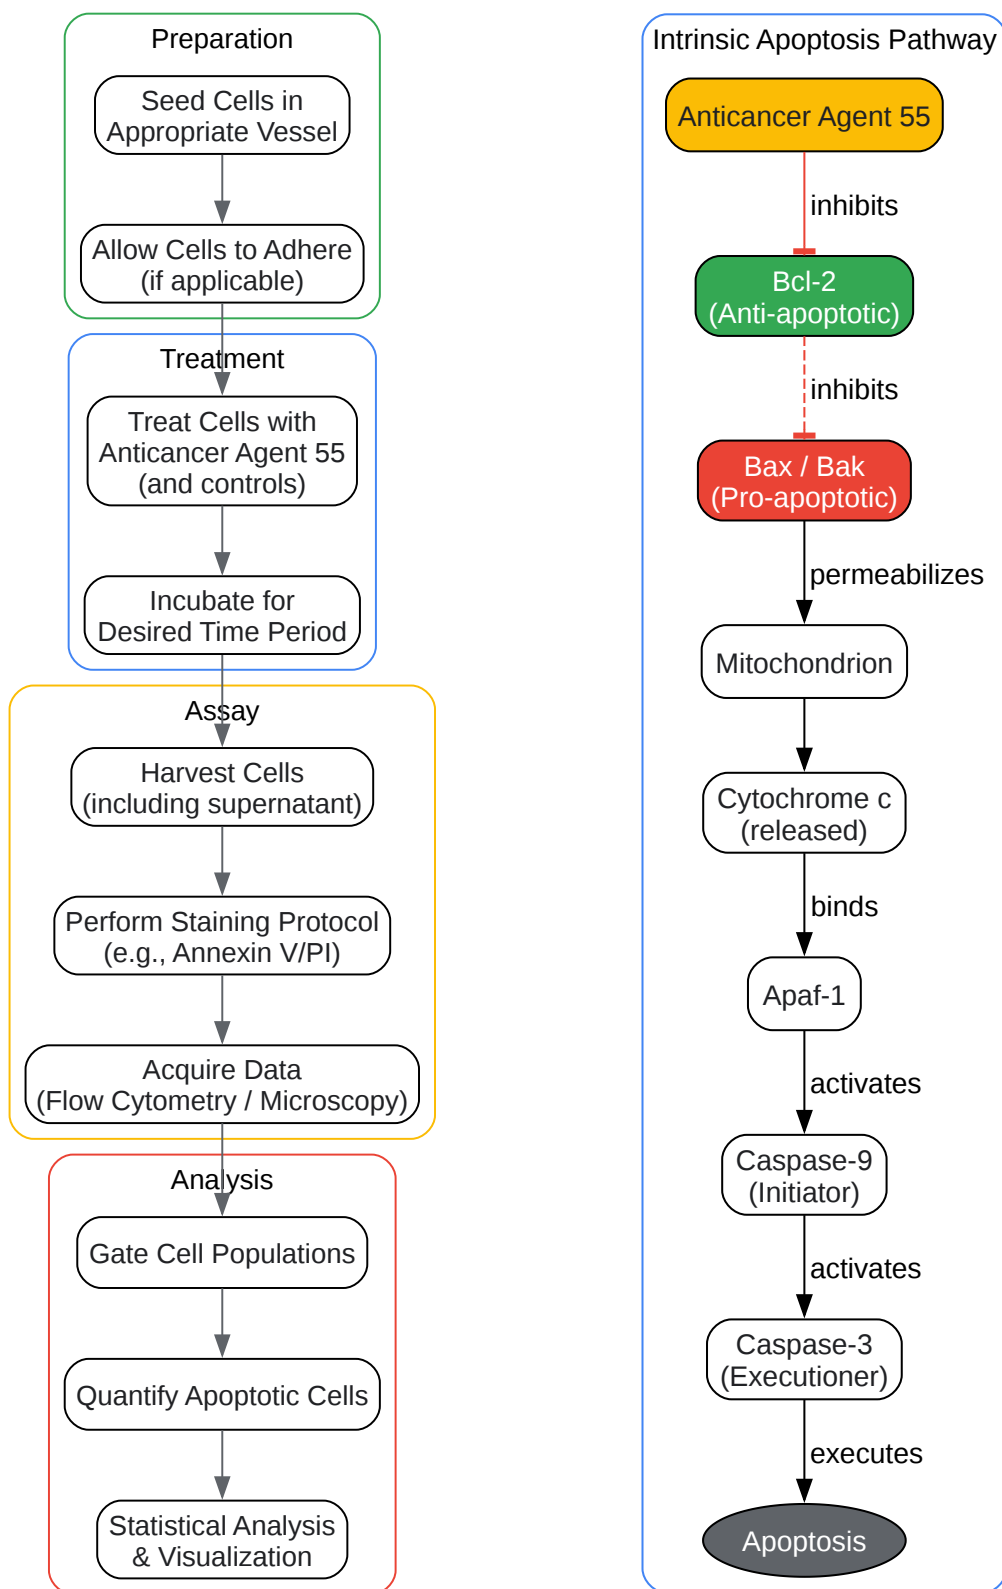 Preparation
Seed Cells in
Appropriate Vessel
Allow Cells to Adhere
(if applicable)
Treatment
Treat Cells with
Anticancer Agent 55
(and controls)
Incubate for
Desired Time Period
Assay
Harvest Cells
(including supernatant)
Perform Staining Protocol
(e.g., Annexin V/PI)
Acquire Data
(Flow Cytometry / Microscopy)
Analysis
Gate Cell Populations
Quantify Apoptotic Cells
Statistical Analysis
& Visualization
Intrinsic Apoptosis Pathway
Anticancer Agent 55
inhibits
Bcl-2
(Anti-apoptotic)
inhibits
Bax / Bak
(Pro-apoptotic)
permeabilizes
Mitochondrion
Cytochrome c
(released)
binds
Apaf-1
activates
Caspase-9
(Initiator)
activates
Caspase-3
(Executioner)
executes
Apoptosis